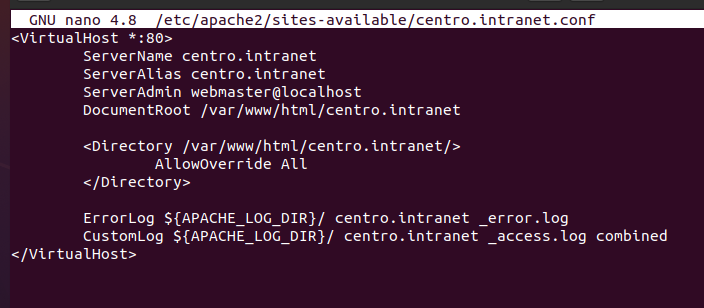 GNU nano 4.8 /etc/apache2/sites-available/centro.intranet.conf
<VirtualHost *:80>
ServerName centro.intranet
ServerAlias centro.intranet
ServerAdmin webmaster@localhost
DocumentRoot /var/www/html/centro.intranet
<Directory /var/www/html/centro.intranet/>
AllowOverride All
</Directory>
ErrorLog ${APACHE_LOG_DIR}/ centro.intranet _error.log
CustomLog ${APACHE_LOG_DIR}/ centro.intranet _access.log combined
</VirtualHost>